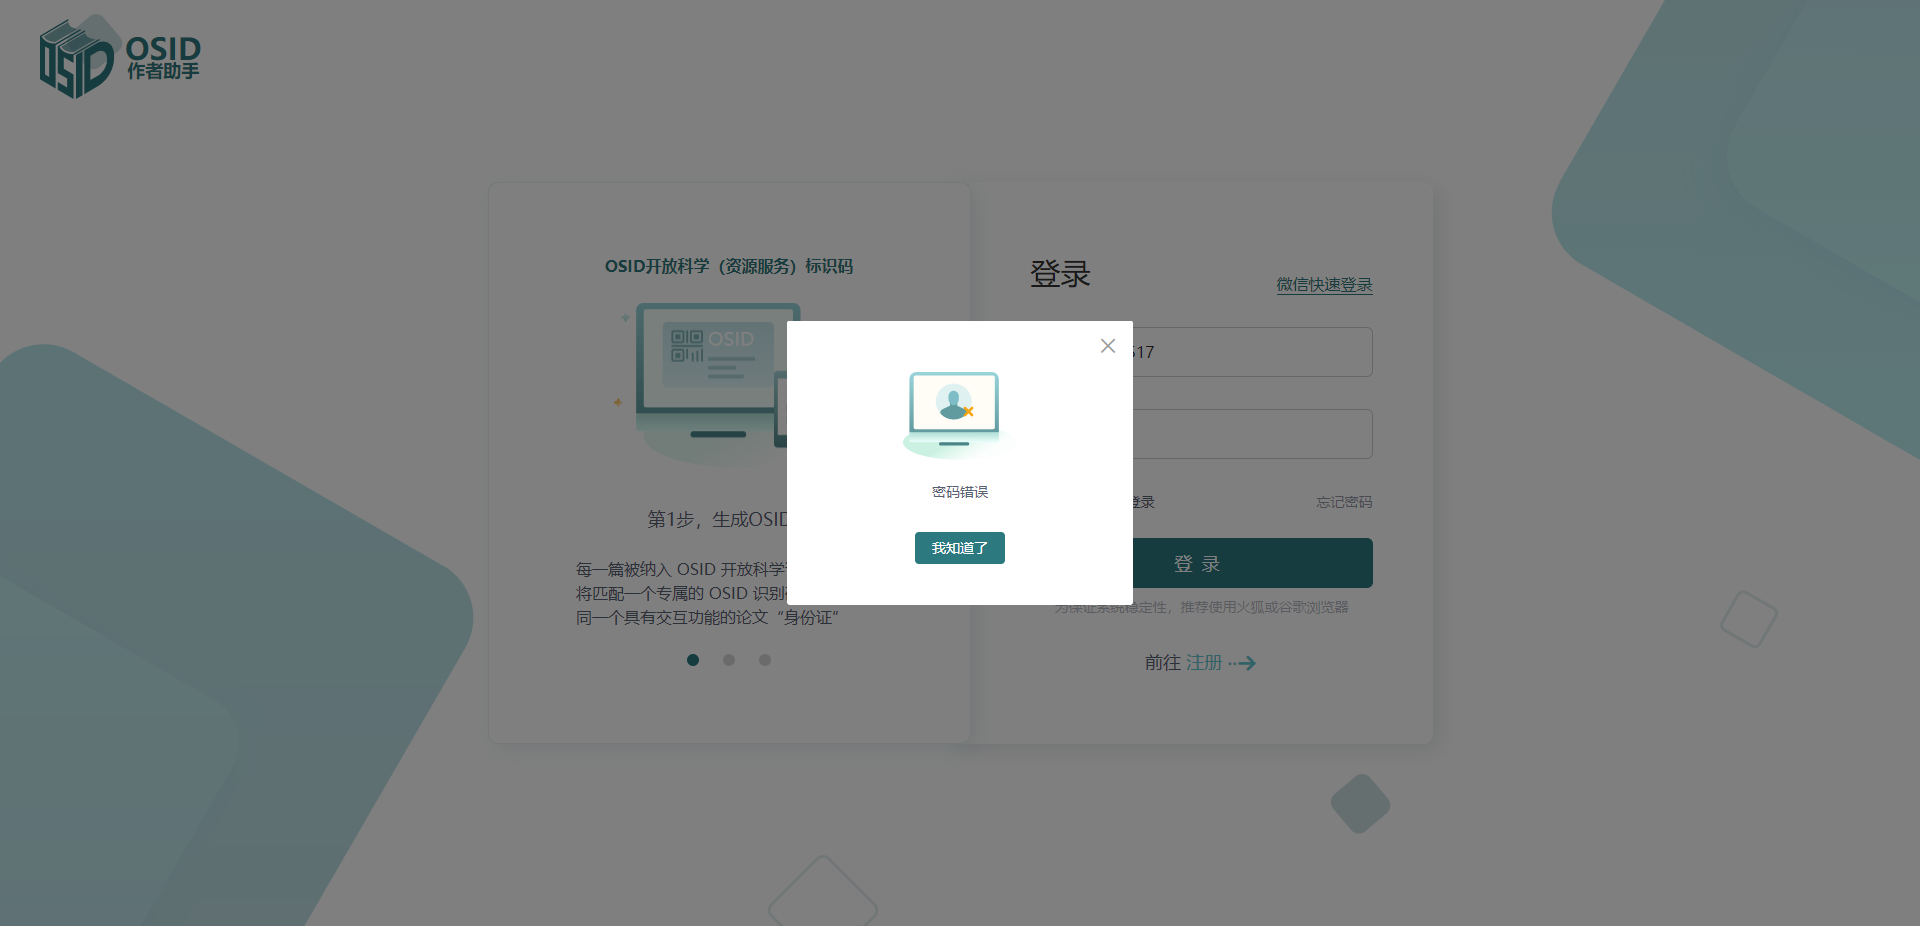 OSID
作者助手
OSID开放科学（资源服务）标识码
OSID
第1步，生成OSID
每一篇被纳入 OSID 开放科学
将匹配一个专属的 OSID 识别
同一个具有交互功能的论文“身份证“
登录
微信快速登录
517
登录
忘记密码
登 录
为保证系统稳定性，推荐使用火狐或谷歌浏览器
前往 注册
密码错误
我知道了